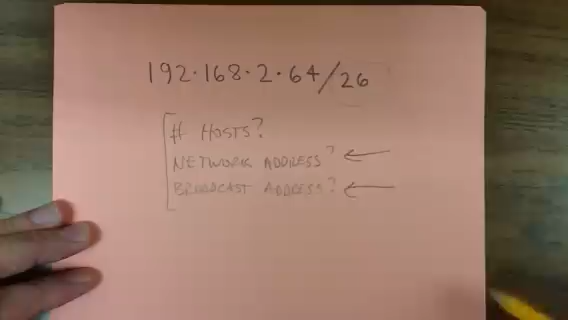 192.168.2.64/26
# HOSTS?
NETWORK ADDRESS?
BROADCAST ADDRESS?